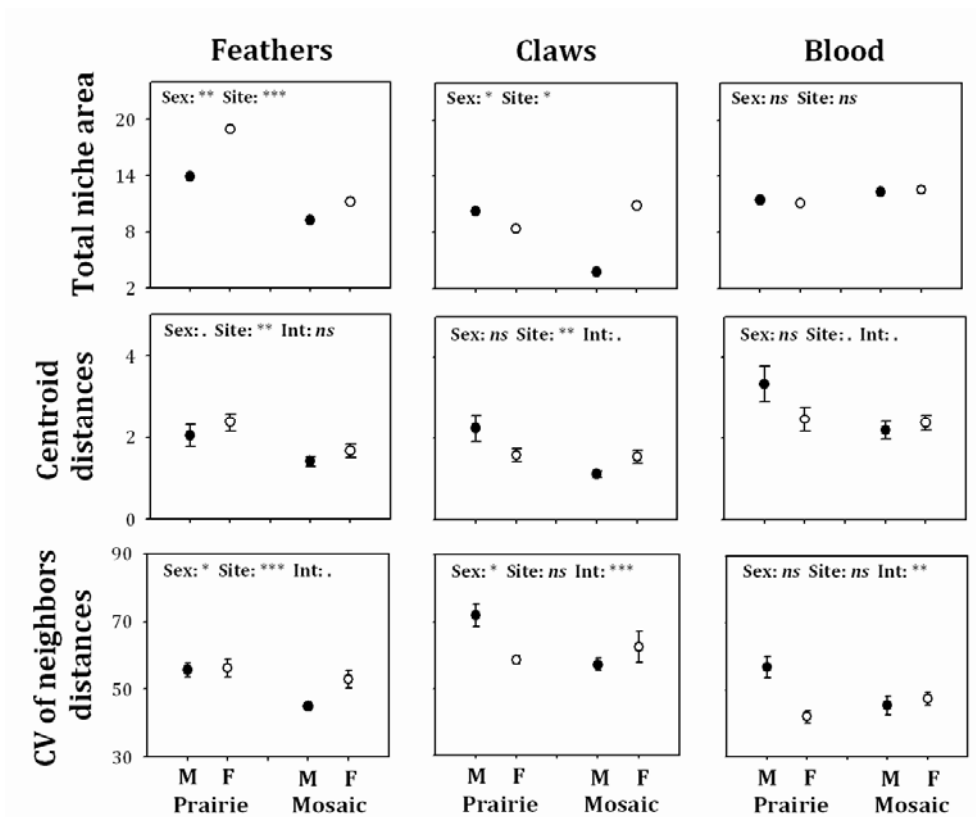 Feathers Claws Blood
Total niche area
Sex: ** Site: ***
Sex: * Site: *
Sex: ns Site: ns
20
14
8
2
Centroid
distances
Sex: . Site: ** Int: ns
Sex: ns Site: ** Int: .
Sex: ns Site: . Int: .
4
2
0
CV of neighbors
distances
Sex: * Site: *** Int: .
Sex: * Site: ns Int: ***
Sex: ns Site: ns Int: **
90
70
50
30
M F M F M F M F M F M F
Prairie Mosaic Prairie Mosaic Prairie Mosaic